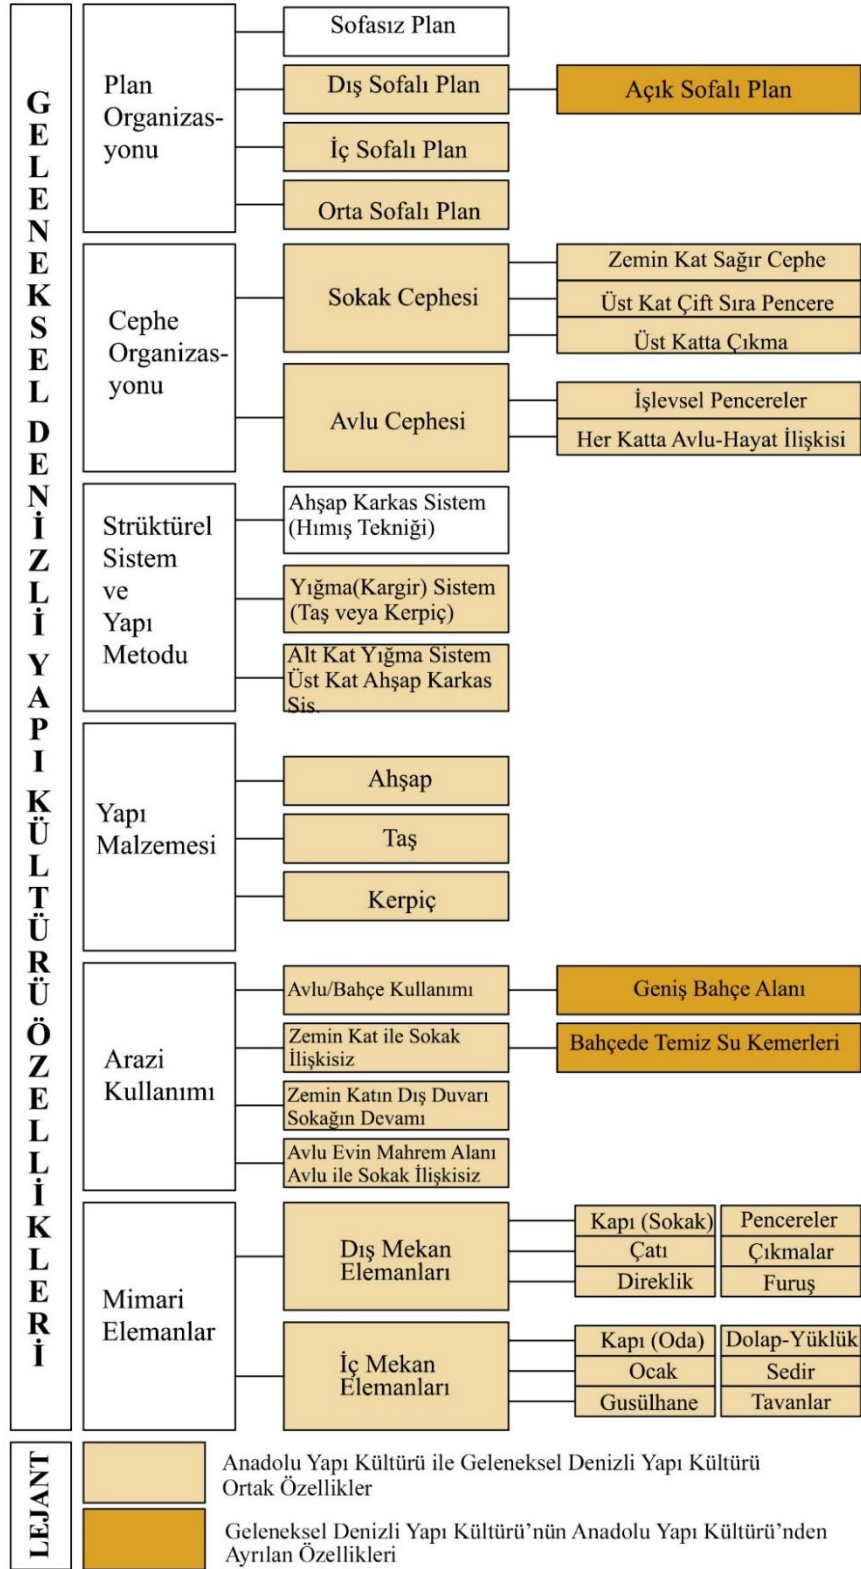 GELENEKSEL DENİZLİ YAPI KÜLTÜRÜ ÖZELLİKLERİ
Plan
Organizas-
yonu
Sofasız Plan
Dış Sofalı Plan
Açık Sofalı Plan
İç Sofalı Plan
Orta Sofalı Plan
Cephe
Organizas-
yonu
Sokak Cephesi
Zemin Kat Sağır Cephe
Üst Kat Çift Sıra Pencere
Üst Katta Çıkma
Avlu Cephesi
İşlevsel Pencereler
Her Katta Avlu-Hayat İlişkisi
Strüktürel
Sistem
ve
Yapı
Metodu
Ahşap Karkas Sistem
(Hımış Tekniği)
Yığma(Kargir) Sistem
(Taş veya Kerpiç)
Alt Kat Yığma Sistem
Üst Kat Ahşap Karkas
Sis.
Yapı
Malzemesi
Ahşap
Taş
Kerpiç
Arazi
Kullanımı
Avlu/Bahçe Kullanımı
Geniş Bahçe Alanı
Zemin Kat ile Sokak
İlişkisiz
Bahçede Temiz Su Kemerleri
Zemin Katın Dış Duvarı
Sokağın Devamı
Avlu Evin Mahrem Alanı
Avlu ile Sokak İlişkisiz
Mimari
Elemanlar
Dış Mekan
Elemanları
Kapı (Sokak)
Pencereler
Çatı
Çıkmalar
Direklik
Furuş
İç Mekan
Elemanları
Kapı (Oda)
Dolap-Yüklük
Ocak
Sedir
Gusülhane
Tavanlar
LEJANT
Anadolu Yapı Kültürü ile Geleneksel Denizli Yapı Kültürü
Ortak Özellikler
Geleneksel Denizli Yapı Kültürü’nün Anadolu Yapı Kültürü’nden
Ayrılan Özellikleri